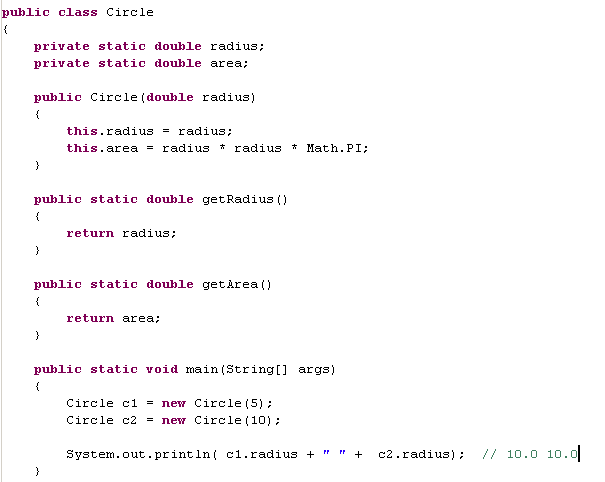 public class Circle
{
    private static double radius;
    private static double area;

    public Circle(double radius)
    {
        this.radius = radius;
        this.area = radius * radius * Math.PI;
    }

    public static double getRadius()
    {
        return radius;
    }

    public static double getArea()
    {
        return area;
    }

    public static void main(String[] args)
    {
        Circle c1 = new Circle(5);
        Circle c2 = new Circle(10);

        System.out.println( c1.radius + " " +  c2.radius);  // 10.0 10.0
    }